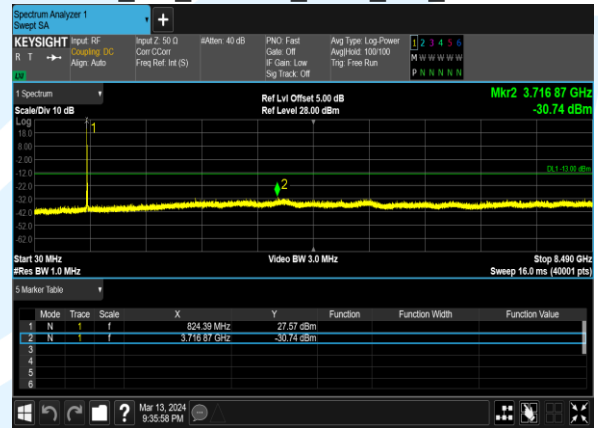 Spectrum Analyzer 1
Swept SA
+
KEYSIGHT Input: RF Input Z: 50 Ω #Atten: 40 dB PNO: Fast Avg Type: Log-Power 1 2 3 4 5 6
R T Coupling: DC Corr CCorr Gate: Off Avg|Hold: 100/100 M W W W W W
Align: Auto Freq Ref: Int (S) IF Gain: Low Trig: Free Run P N N N N N
Sig Track: Off
LXI
1 Spectrum Ref Lvl Offset 5.00 dB Mkr2 3.716 87 GHz
Scale/Div 10 dB Ref Level 28.00 dBm -30.74 dBm
Log
18.0
1
8.00
-2.00
-12.0 DL1 -13.00 dBm
-22.0
2
-32.0
-42.0
-52.0
-62.0
Start 30 MHz Video BW 3.0 MHz Stop 8.490 GHz
#Res BW 1.0 MHz Sweep 16.0 ms (40001 pts)
5 Marker Table
Mode Trace Scale X Y Function Function Width Function Value
1 N 1 f 824.39 MHz 27.57 dBm
2 N 1 f 3.716 87 GHz -30.74 dBm
3
4
5
6
? Mar 13, 2024
9:35:58 PM